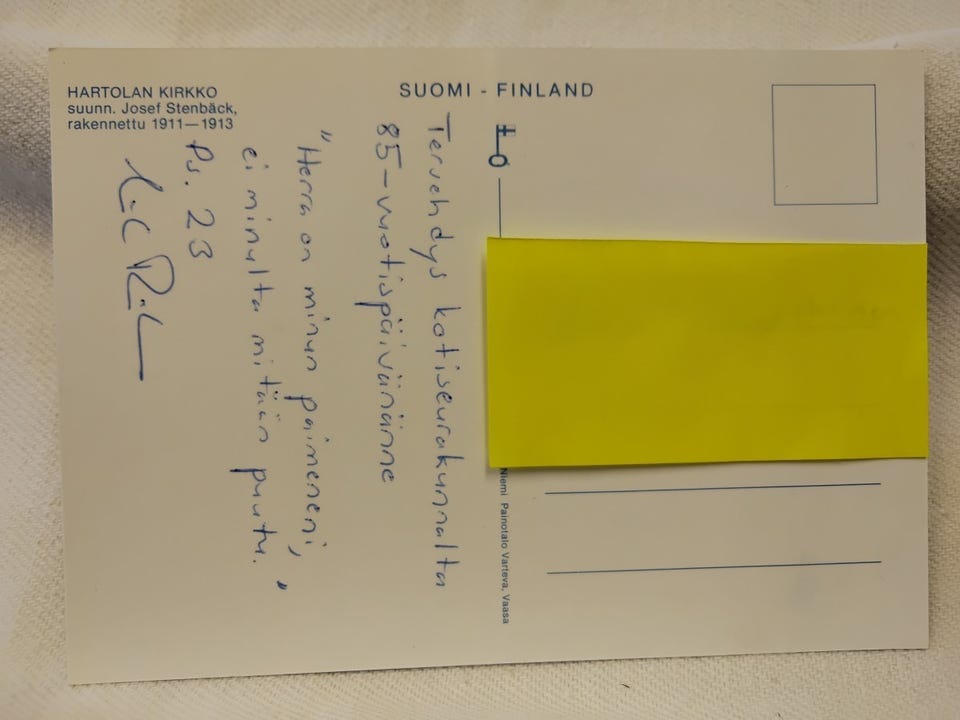 HARTOLAN KIRKKO
suunn. Josef Stenbäck,
rakennettu 1911—1913
SUOMI - FINLAND
Tervehdys kotiseurakunnalta
85-vuotispäivänänne
"Herra on minun paimeneni,
ei minulta mitään puutu."
Ps. 23
Niemi Painotalo Varteva, Vaasa